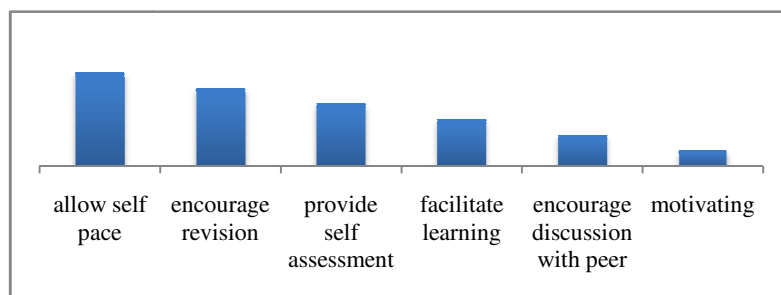 allow self pace
encourage revision
provide self assessment
facilitate learning
encourage discussion with peer
motivating